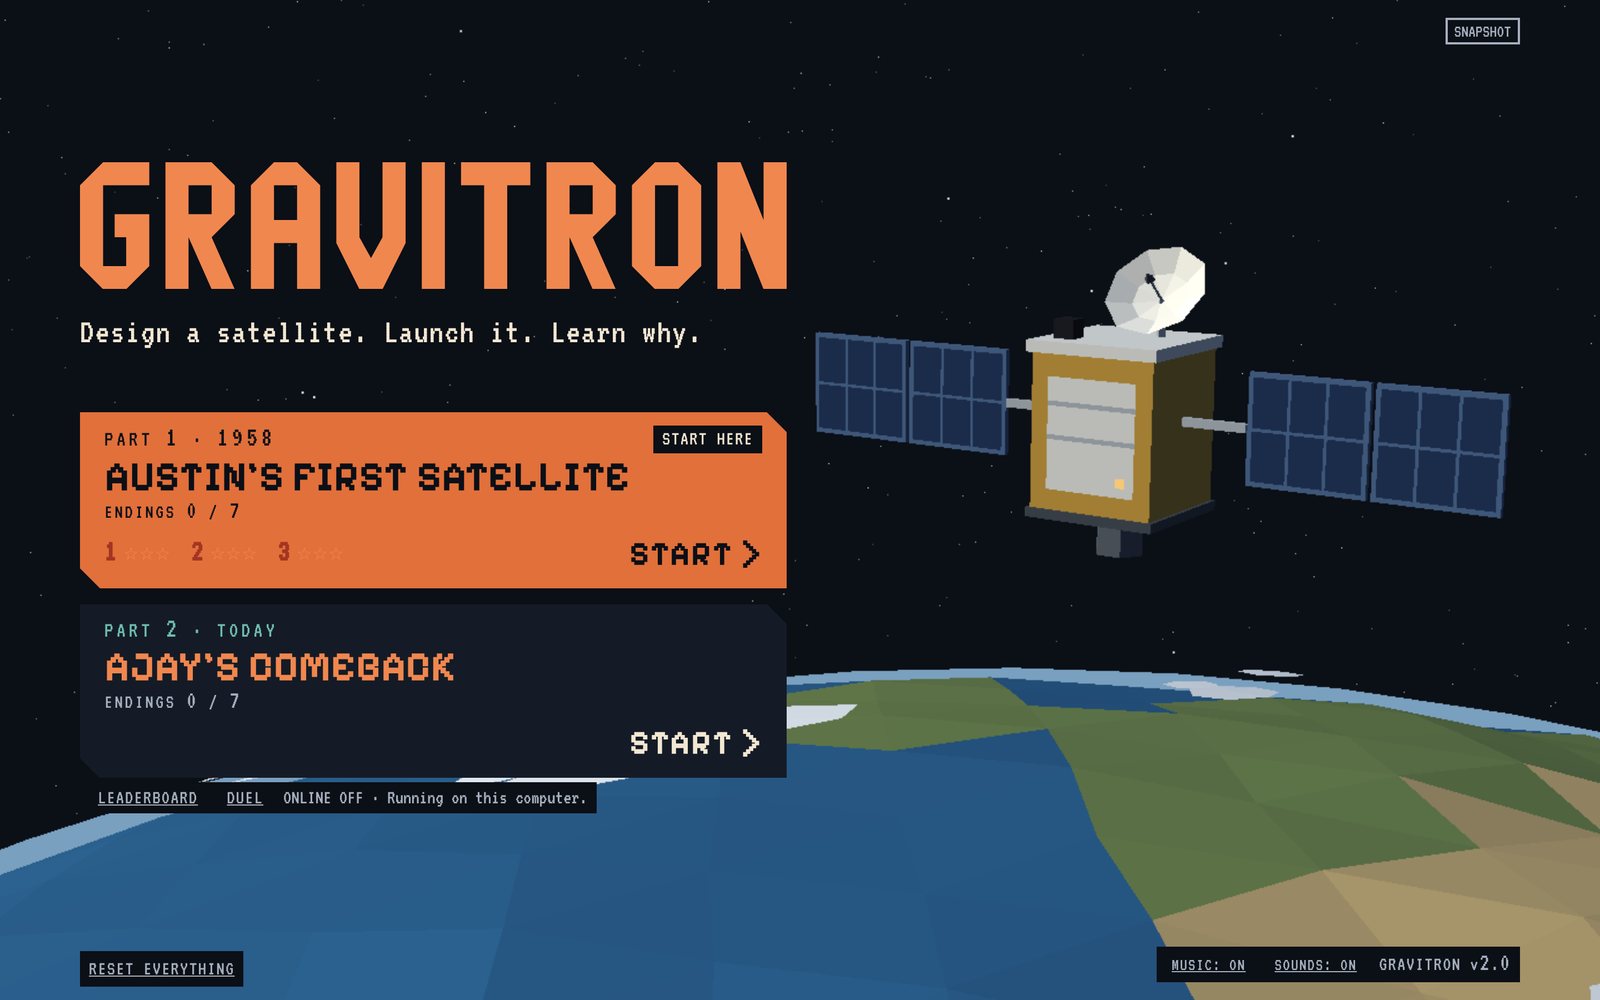 SNAPSHOT
GRAVITRON
Design a satellite. Launch it. Learn why.
PART 1 · 1958
START HERE
AUSTIN'S FIRST SATELLITE
ENDINGS 0 / 7
1 ☆☆☆ 2 ☆☆☆ 3 ☆☆☆
START >
PART 2 · TODAY
AJAY'S COMEBACK
ENDINGS 0 / 7
START >
LEADERBOARD DUEL ONLINE OFF · Running on this computer.
RESET EVERYTHING
MUSIC: ON SOUNDS: ON GRAVITRON v2.0